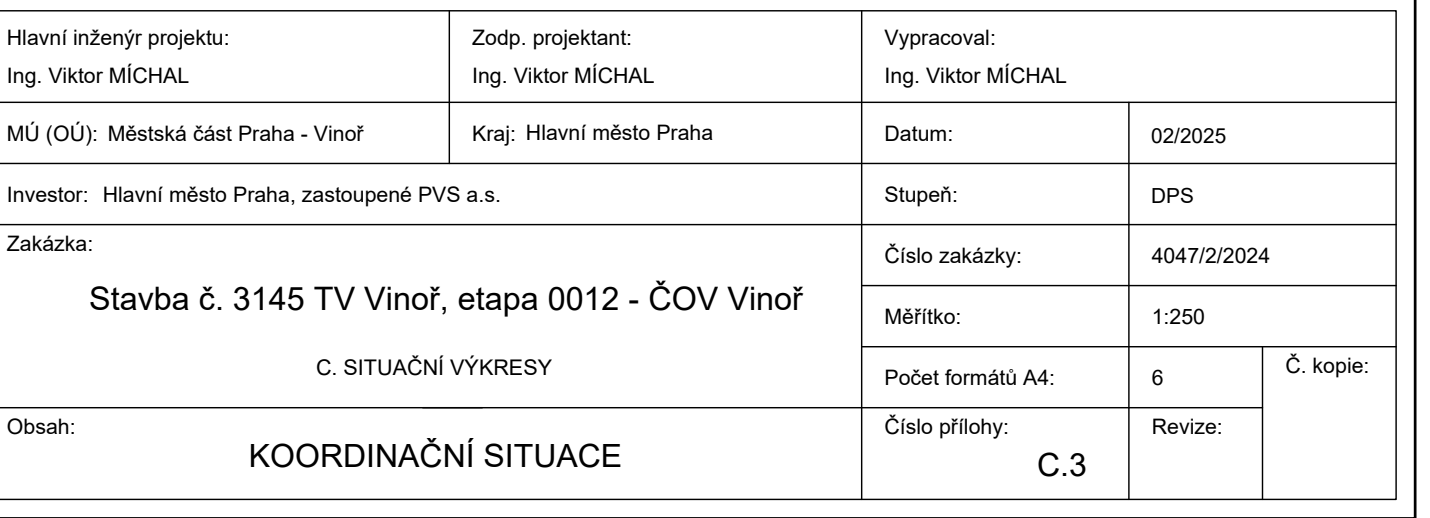 Hlavní inženýr projektu:
Ing. Viktor MÍCHAL
Zodp. projektant:
Ing. Viktor MÍCHAL
Vypracoval:
Ing. Viktor MÍCHAL
MÚ (OÚ): Městská část Praha - Vinoř
Kraj: Hlavní město Praha
Datum:
02/2025
Investor: Hlavní město Praha, zastoupené PVS a.s.
Stupeň:
DPS
Zakázka:
Stavba č. 3145 TV Vinoř, etapa 0012 - ČOV Vinoř
C. SITUAČNÍ VÝKRESY
Číslo zakázky:
4047/2/2024
Měřítko:
1:250
Počet formátů A4:
6
Č. kopie:
Obsah:
KOORDINAČNÍ SITUACE
Číslo přílohy:
C.3
Revize: